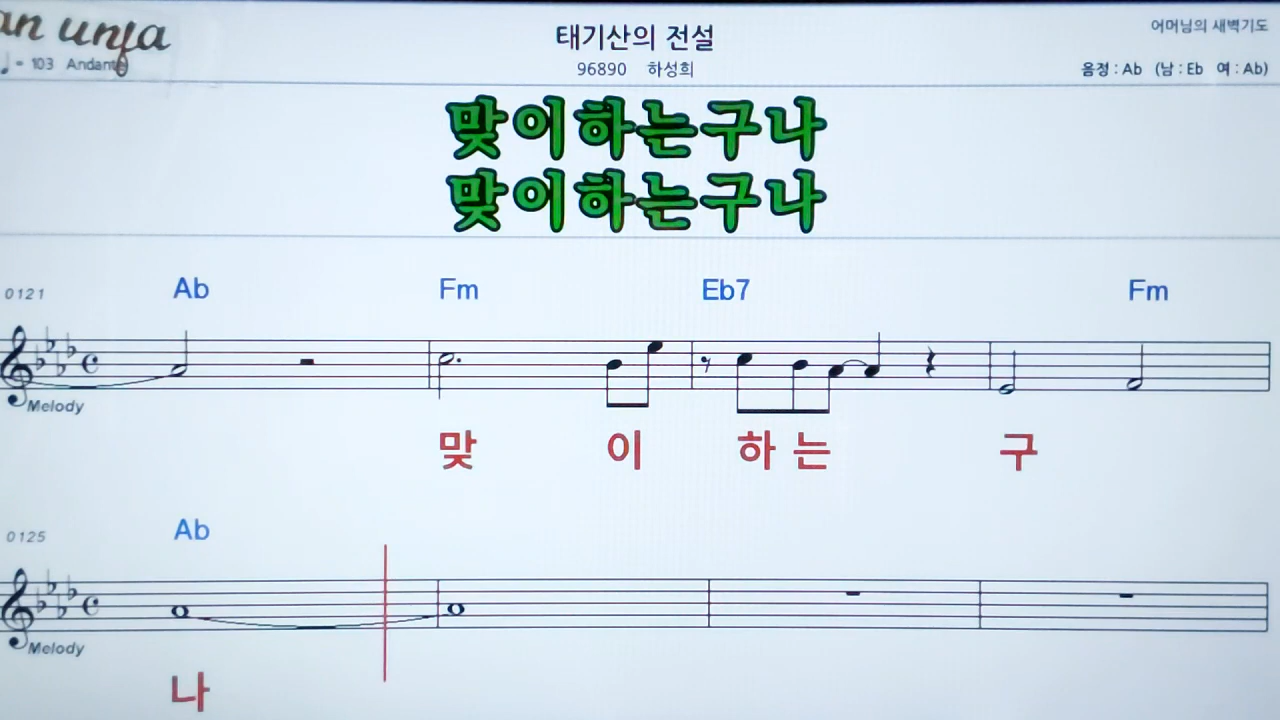 태기산의 전설
어머님의 새벽기도
= 103 Andante
96890 하성희
음정 : Ab (남 : Eb 여 : Ab)
맞이하는구나
맞이하는구나
0121 Ab Fm Eb7 Fm
Melody
맞 이 하 는 구
0125 Ab
Melody
나